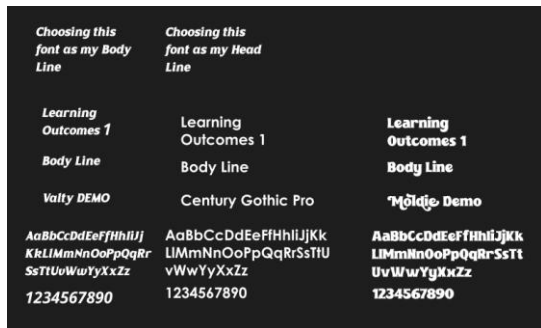 Choosing this
font as my Body
Line
Choosing this
font as my Head
Line
Learning
Outcomes 1
Body Line
Valty DEMO
AaBbCcDdEeFfHhIiJj
KkLlMmNnOoPpQqRr
SsTtUvWwYyXxZz
1234567890
Learning
Outcomes 1
Body Line
Century Gothic Pro
AaBbCcDdEeFfHhIiJjKk
LlMmNnOoPpQqRrSsTtU
vWwYyXxZz
1234567890
Learning
Outcomes 1
Body Line
Moldie Demo
AaBbCcDdEeFfHhIiJjKk
LlMmNnOoPpQqRrSsTt
UvWwYyXxZz
1234567890